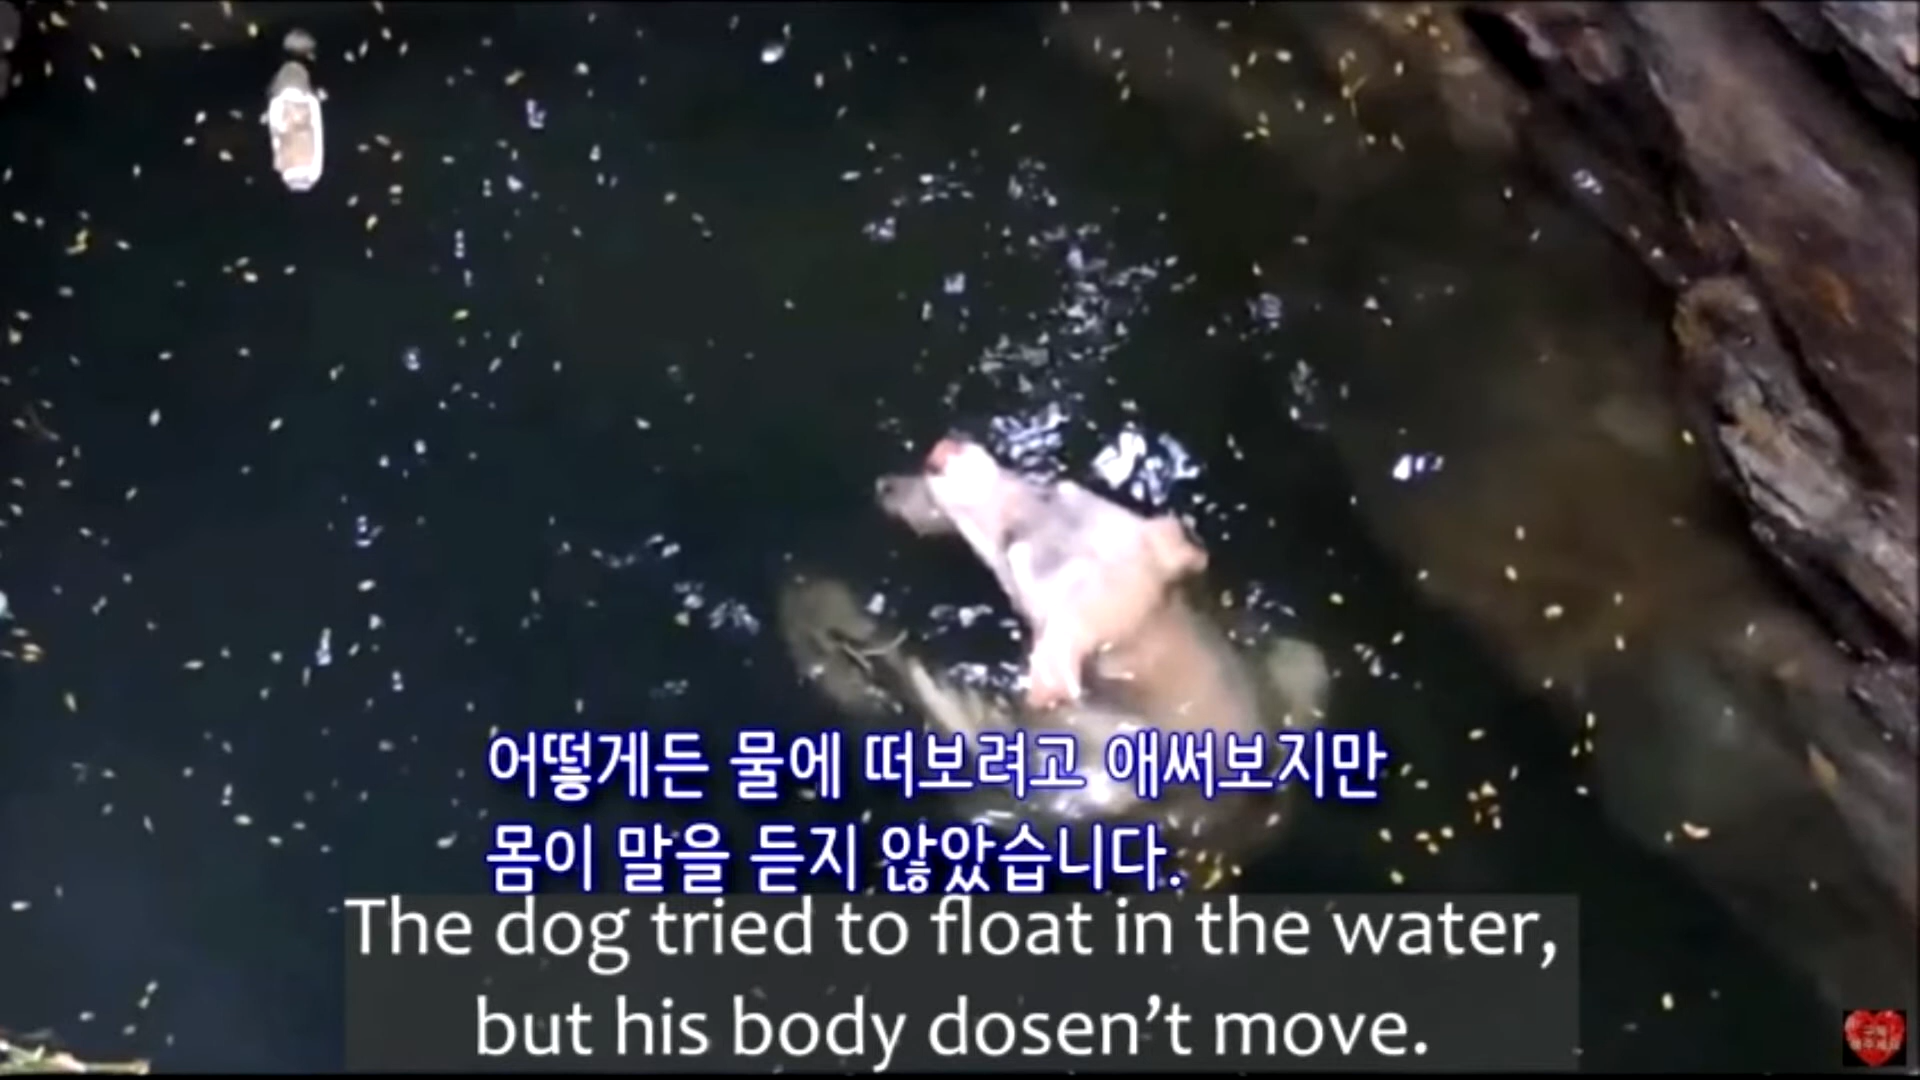 어떻게든 물에 떠보려고 애써보지만
몸이 말을 듣지 않았습니다.
The dog tried to float in the water,
but his body dosen't move.